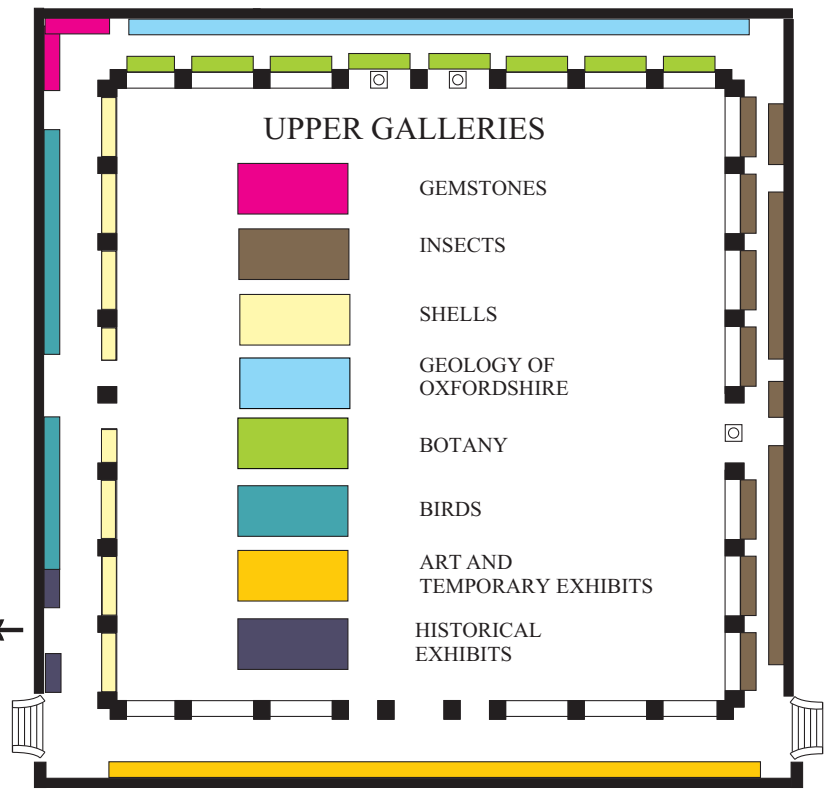 UPPER GALLERIES
GEMSTONES
INSECTS
SHELLS
GEOLOGY OF
OXFORDSHIRE
BOTANY
BIRDS
ART AND
TEMPORARY EXHIBITS
HISTORICAL
EXHIBITS